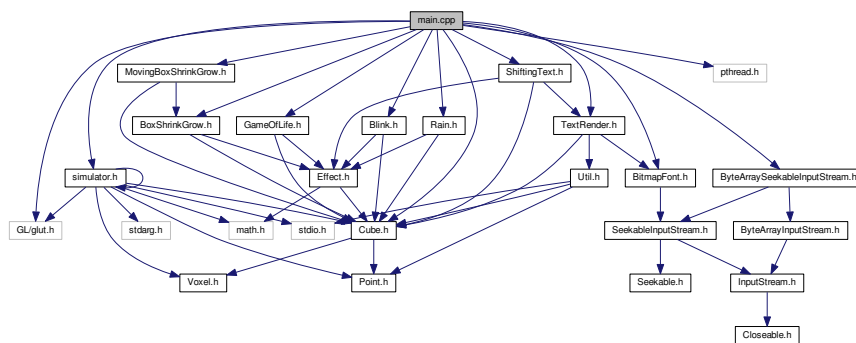 main.cpp
MovingBoxShrinkGrow.h
ShiftingText.h
pthread.h
BoxShrinkGrow.h
GameOfLife.h
Blink.h
Rain.h
TextRender.h
simulator.h
Effect.h
Util.h
BitmapFont.h
ByteArraySeekableInputStream.h
GL/glut.h
stdarg.h
math.h
stdio.h
Cube.h
SeekableInputStream.h
ByteArrayInputStream.h
Voxel.h
Point.h
Seekable.h
InputStream.h
Closeable.h